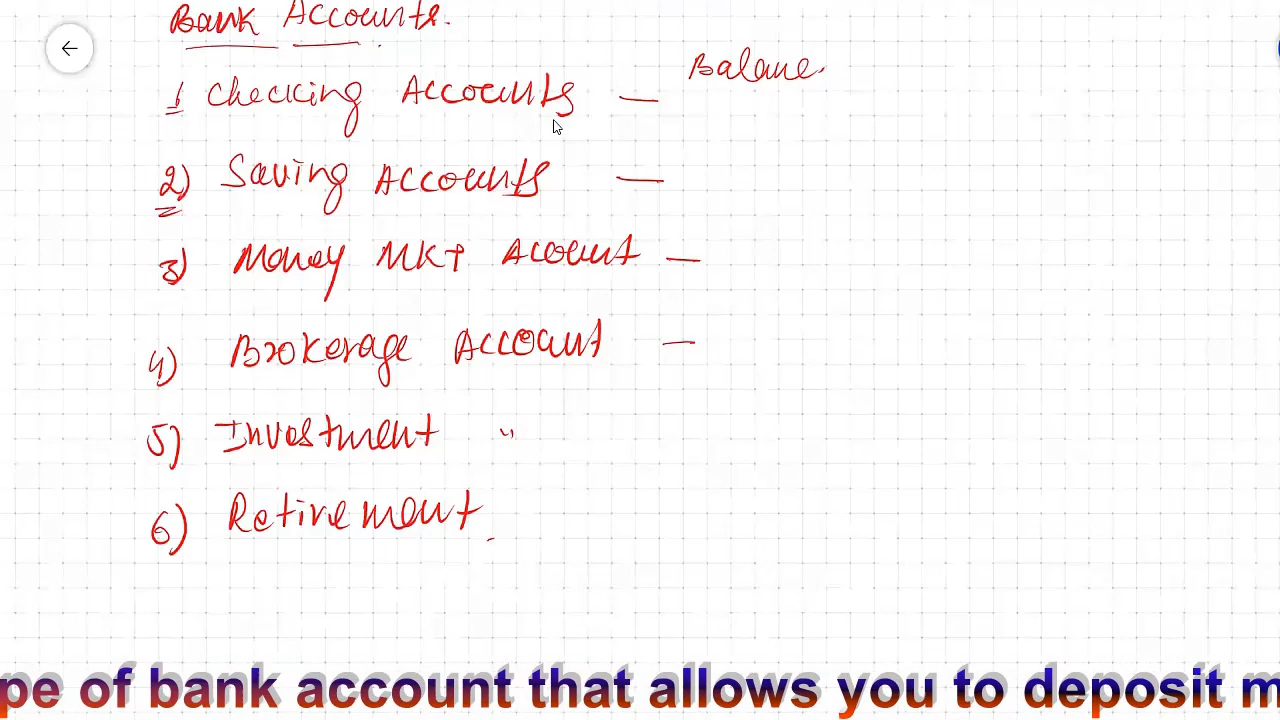 Bank Accounts.
Balance.
1 Checking Accounts —
2) Saving Accounts —
3) Money MKT Acount —
4) Brokerage Account —
5) Investment "
6) Retirement
pe of bank account that allows you to deposit m